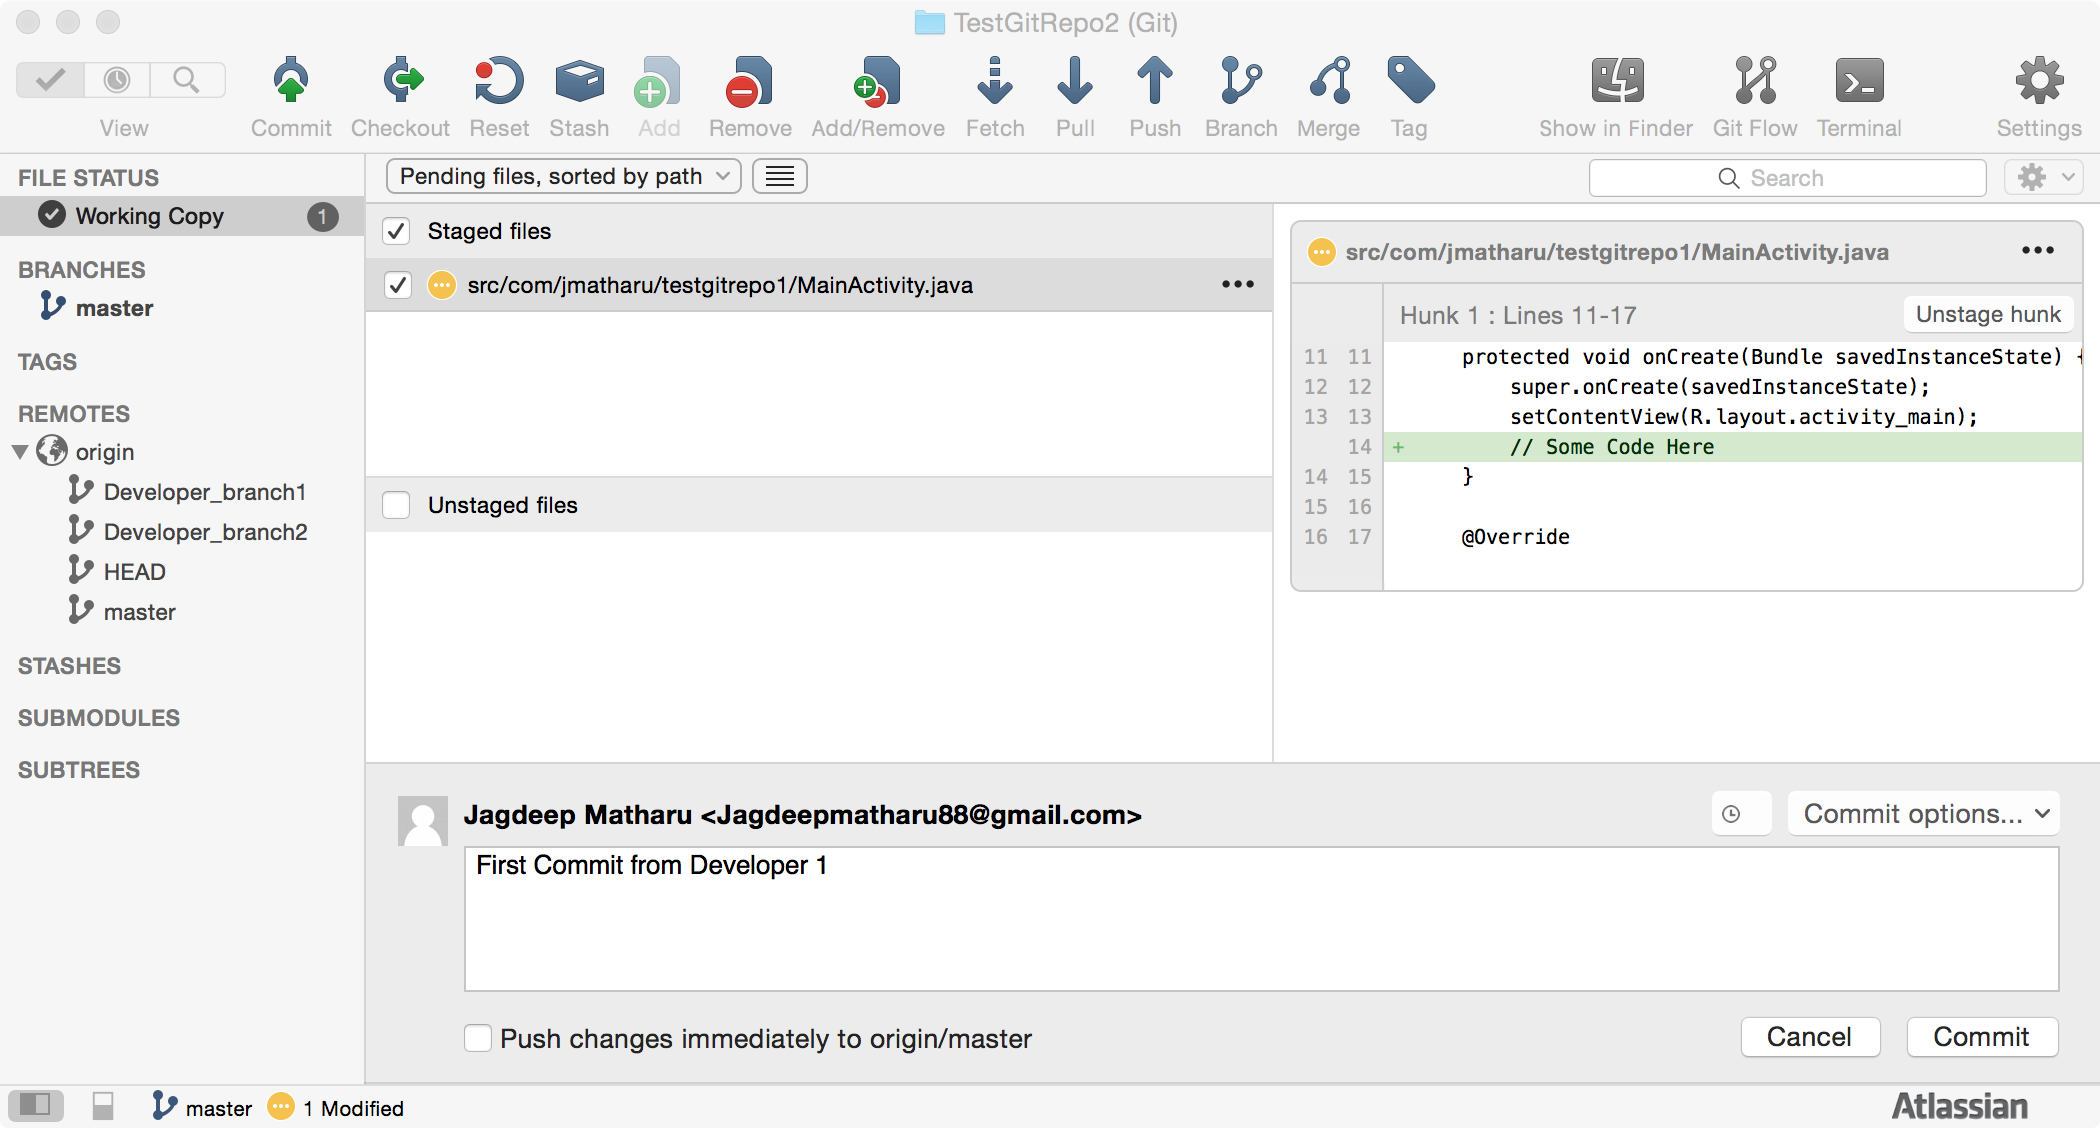 TestGitRepo2 (Git)
View Commit Checkout Reset Stash Add Remove Add/Remove Fetch Pull Push Branch Merge Tag Show in Finder Git Flow Terminal Settings
FILE STATUS
Working Copy 1
BRANCHES
master
TAGS
REMOTES
origin
Developer_branch1
Developer_branch2
HEAD
master
STASHES
SUBMODULES
SUBTREES
Pending files, sorted by path
Search
Staged files
src/com/jmatharu/testgitrepo1/MainActivity.java
Unstaged files
src/com/jmatharu/testgitrepo1/MainActivity.java
Hunk 1 : Lines 11-17 Unstage hunk
11 11 protected void onCreate(Bundle savedInstanceState) {
12 12 super.onCreate(savedInstanceState);
13 13 setContentView(R.layout.activity_main);
14 + // Some Code Here
14 15 }
15 16
16 17 @Override
Jagdeep Matharu <Jagdeepmatharu88@gmail.com>
Commit options...
First Commit from Developer 1
Push changes immediately to origin/master
Cancel Commit
master 1 Modified
Atlassian